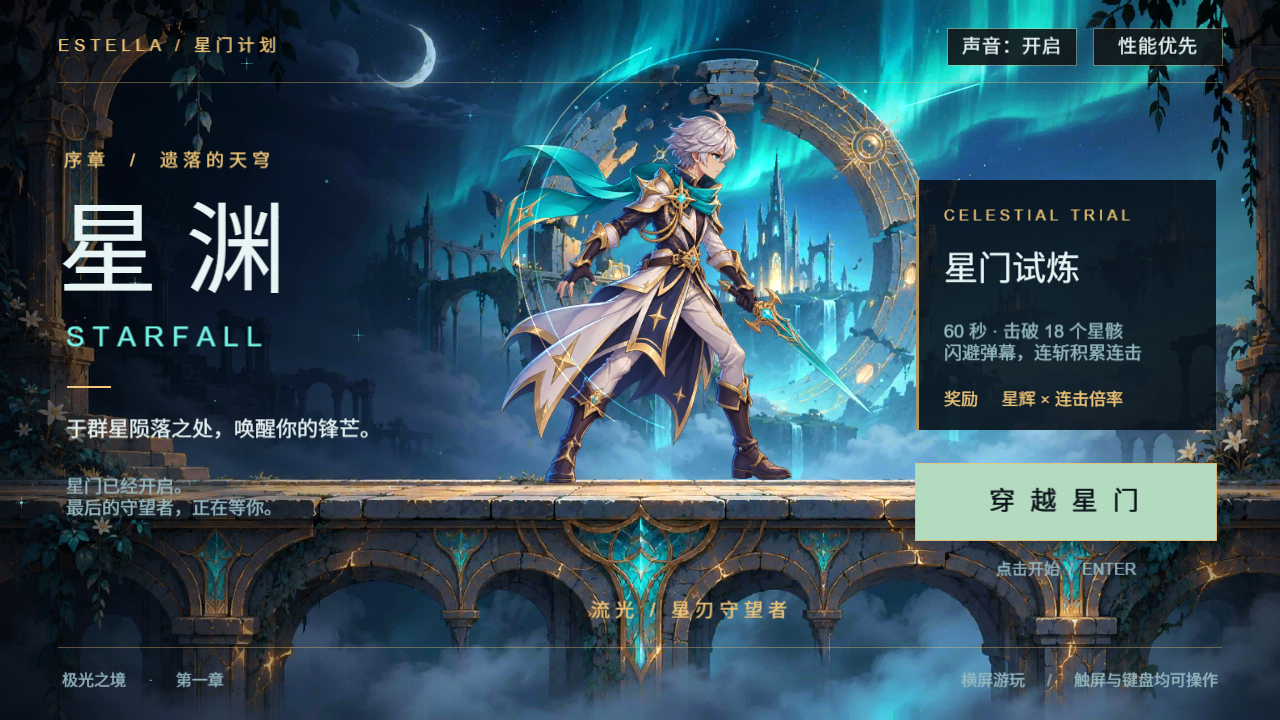 ESTELLA / 星门计划
声音：开启
性能优先
序章 / 遗落的天穹
星渊
STARFALL
于群星陨落之处，唤醒你的锋芒。
星门已经开启。
最后的守望者，正在等你。
CELESTIAL TRIAL
星门试炼
60 秒 · 击破 18 个星骸
闪避弹幕，连斩积累连击
奖励 星辉 × 连击倍率
穿越星门
点击开始 / ENTER
流光 / 星刃守望者
极光之境 · 第一章
横屏游玩 / 触屏与键盘均可操作